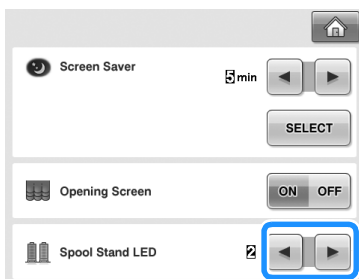 Screen Saver
5 min
SELECT
Opening Screen
ON OFF
Spool Stand LED
2